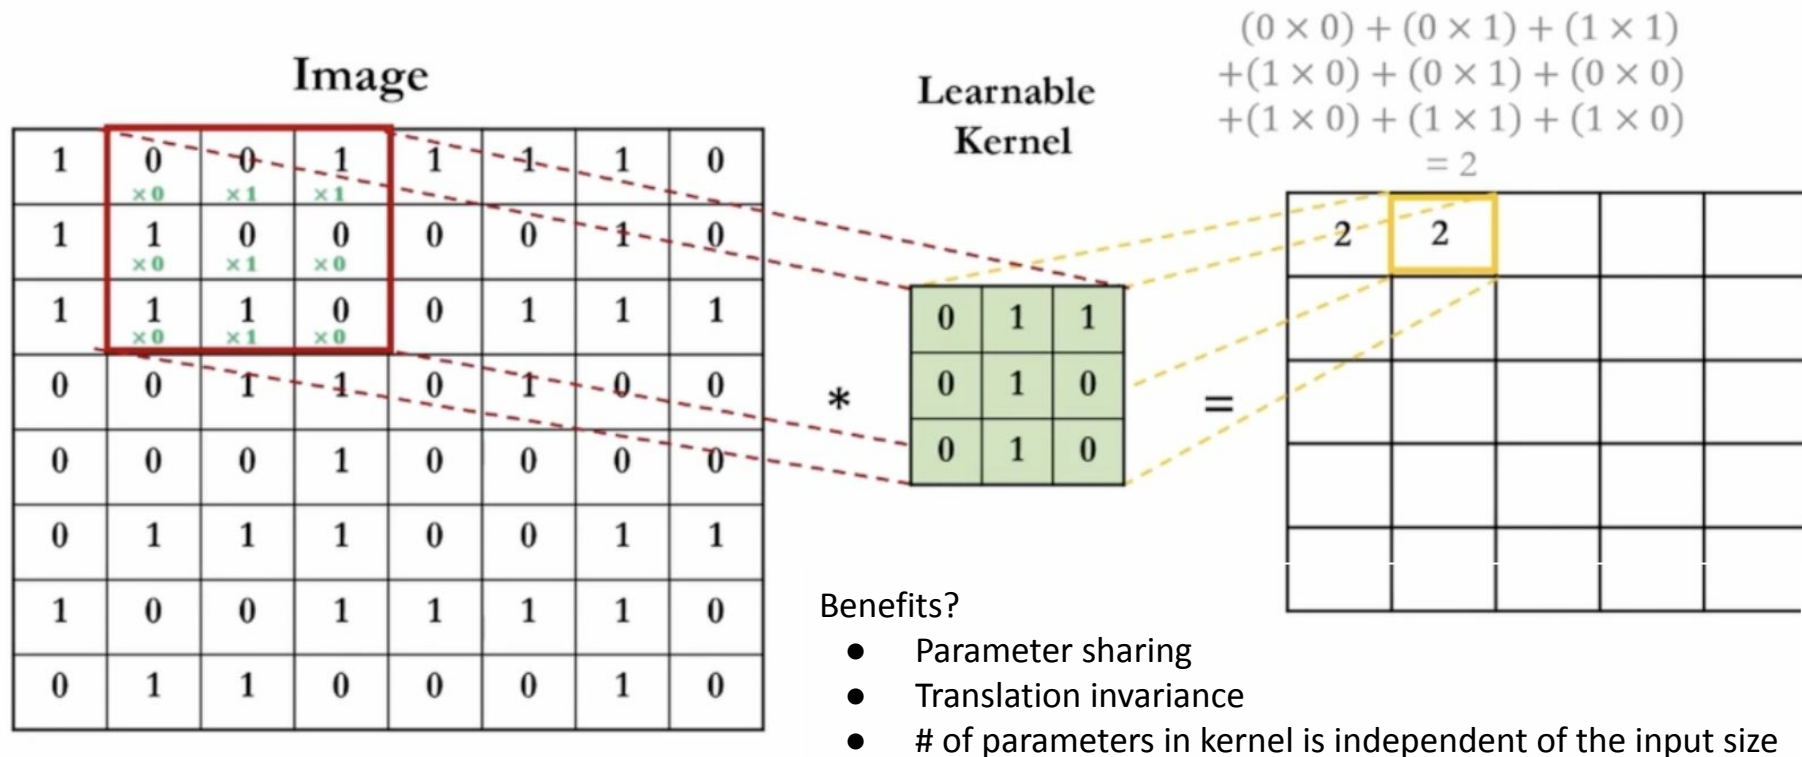 Image
1 0 0 1 1 1 1 0
×0 ×1 ×1
1 1 0 0 0 0 1 0
×0 ×1 ×0
1 1 1 0 0 1 1 1
×0 ×1 ×0
0 0 1 1 0 1 0 0
0 0 0 1 0 0 0 0
0 1 1 1 0 0 1 1
1 0 0 1 1 1 1 0
0 1 1 0 0 0 1 0
*
Learnable
Kernel
0 1 1
0 1 0
0 1 0
=
(0 × 0) + (0 × 1) + (1 × 1)
+(1 × 0) + (0 × 1) + (0 × 0)
+(1 × 0) + (1 × 1) + (1 × 0)
= 2
2 2
Benefits?
● Parameter sharing
● Translation invariance
● # of parameters in kernel is independent of the input size